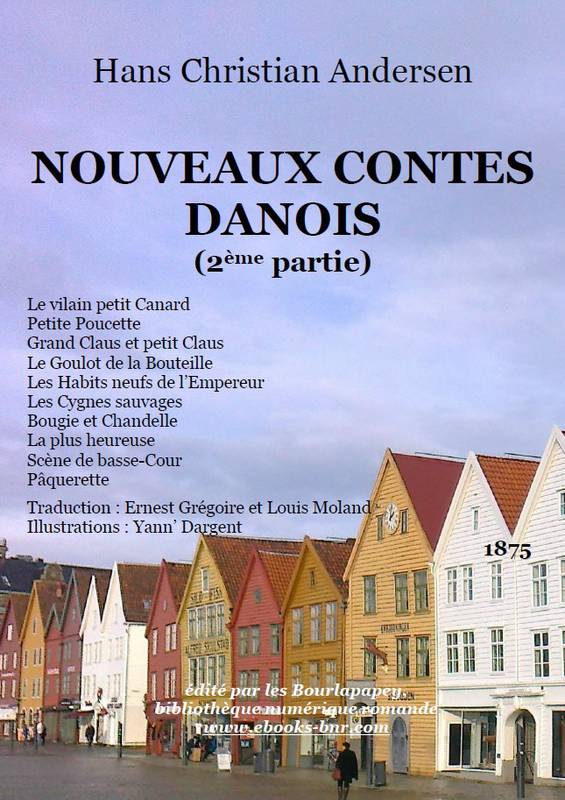 Hans Christian Andersen
NOUVEAUX CONTES
DANOIS
(2ème partie)
Le vilain petit Canard
Petite Poucette
Grand Claus et petit Claus
Le Goulot de la Bouteille
Les Habits neufs de l'Empereur
Les Cygnes sauvages
Bougie et Chandelle
La plus heureuse
Scène de basse-Cour
Pâquerette
Traduction : Ernest Grégoire et Louis Moland
Illustrations : Yann' Dargent
1875
édité par les Bourlapapey,
bibliothèque numérique romande
www.ebooks-bnr.com